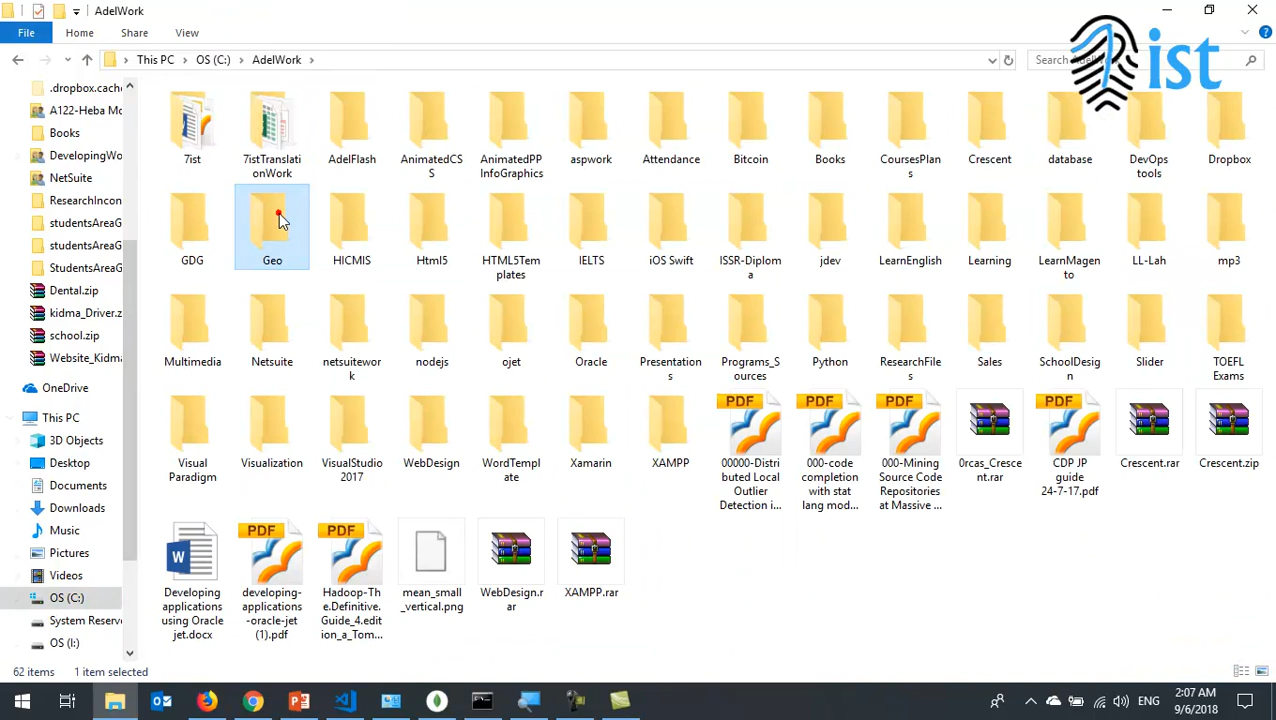 AdelWork
File Home Share View
This PC OS (C:) AdelWork
ist
.dropbox.cache
A122-Heba Mo
Books
DevelopingWo
NetSuite
ResearchIncon
studentsAreaG
studentsAreaG
StudentsAreaG
Dental.zip
kidma_Driver.z
school.zip
Website_Kidma
OneDrive
This PC
3D Objects
Desktop
Documents
Downloads
Music
Pictures
Videos
OS (C:)
System Reserve
OS (I:)
7ist
7istTranslati
onWork
AdelFlash
AnimatedCS
S
AnimatedPP
InfoGraphics
aspwork
Attendance
Bitcoin
Books
CoursesPlan
s
Crescent
database
DevOps
tools
Dropbox
GDG
Geo
HICMIS
Html5
HTML5Tem
plates
IELTS
iOS Swift
ISSR-Diplom
a
jdev
LearnEnglish
Learning
LearnMagen
to
LL-Lah
mp3
Multimedia
Netsuite
netsuitewor
k
nodejs
ojet
Oracle
Presentation
s
Programs_S
ources
Python
ResearchFile
s
Sales
SchoolDesig
n
Slider
TOEFL
Exams
Visual
Paradigm
Visualization
VisualStudio
2017
WebDesign
WordTempl
ate
Xamarin
XAMPP
PDF
00000-Distri
buted Local
Outlier
Detection i...
PDF
000-code
completion
with stat
lang mod...
PDF
000-Mining
Source Code
Repositories
at Massive ...
0rcas_Cresce
nt.rar
PDF
CDP JP
guide
24-7-17.pdf
Crescent.rar
Crescent.zip
W
Developing
applications
using Oracle
jet.docx
PDF
developing-
applications
-oracle-jet
(1).pdf
PDF
Hadoop-Th
e.Definitive.
Guide_4.edit
ion_a_Tom...
mean_small
_vertical.png
WebDesign.r
ar
XAMPP.rar
62 items 1 item selected
ENG
2:07 AM
9/6/2018